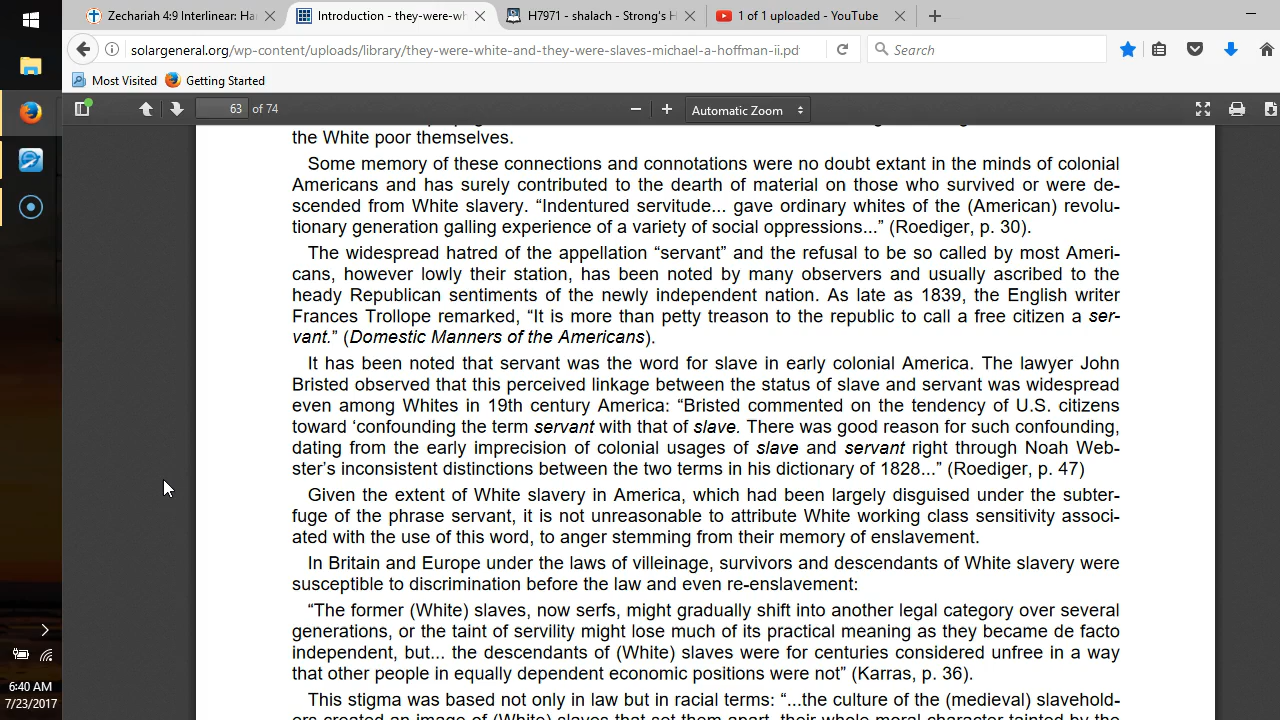 Zechariah 4:9 Interlinear: Ha
Introduction - they-were-wh
H7971 - shalach - Strong's H
1 of 1 uploaded - YouTube
solargeneral.org/wp-content/uploads/library/they-were-white-and-they-were-slaves-michael-a-hoffman-ii.pd
Search
Most Visited
Getting Started
63 of 74
Automatic Zoom
the White poor themselves.
Some memory of these connections and connotations were no doubt extant in the minds of colonial
Americans and has surely contributed to the dearth of material on those who survived or were de-
scended from White slavery. “Indentured servitude... gave ordinary whites of the (American) revolu-
tionary generation galling experience of a variety of social oppressions...” (Roediger, p. 30).
The widespread hatred of the appellation “servant” and the refusal to be so called by most Ameri-
cans, however lowly their station, has been noted by many observers and usually ascribed to the
heady Republican sentiments of the newly independent nation. As late as 1839, the English writer
Frances Trollope remarked, “It is more than petty treason to the republic to call a free citizen a ser-
vant.” (Domestic Manners of the Americans).
It has been noted that servant was the word for slave in early colonial America. The lawyer John
Bristed observed that this perceived linkage between the status of slave and servant was widespread
even among Whites in 19th century America: “Bristed commented on the tendency of U.S. citizens
toward ‘confounding the term servant with that of slave. There was good reason for such confounding,
dating from the early imprecision of colonial usages of slave and servant right through Noah Web-
ster’s inconsistent distinctions between the two terms in his dictionary of 1828...” (Roediger, p. 47)
Given the extent of White slavery in America, which had been largely disguised under the subter-
fuge of the phrase servant, it is not unreasonable to attribute White working class sensitivity associ-
ated with the use of this word, to anger stemming from their memory of enslavement.
In Britain and Europe under the laws of villeinage, survivors and descendants of White slavery were
susceptible to discrimination before the law and even re-enslavement:
“The former (White) slaves, now serfs, might gradually shift into another legal category over several
generations, or the taint of servility might lose much of its practical meaning as they became de facto
independent, but... the descendants of (White) slaves were for centuries considered unfree in a way
that other people in equally dependent economic positions were not” (Karras, p. 36).
This stigma was based not only in law but in racial terms: “...the culture of the (medieval) slavehold-
ers created an image of (White) slaves that set them apart, their whole moral character tainted by the
6:40 AM
7/23/2017